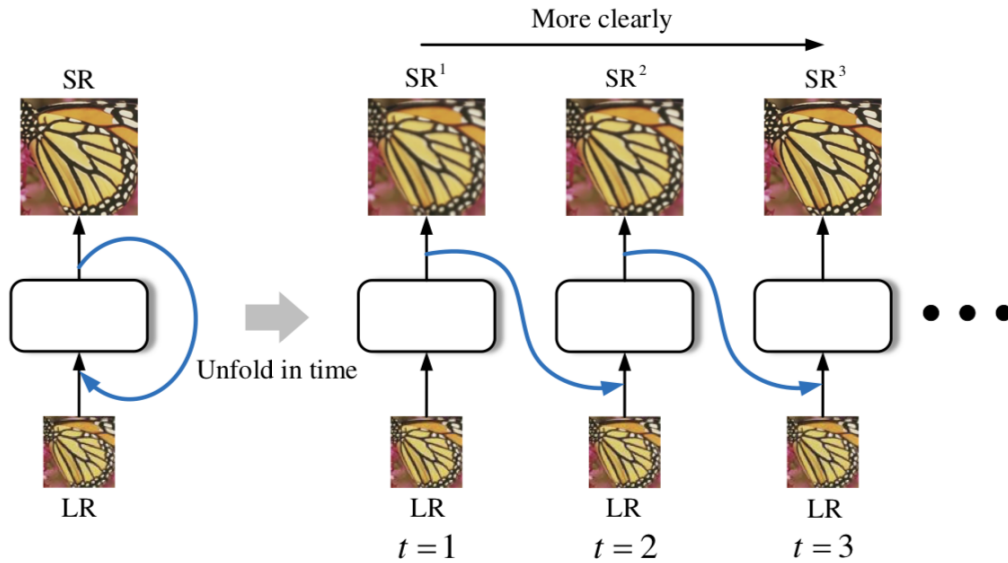 More clearly
SR
SR¹
SR²
SR³
Unfold in time
LR
LR
LR
LR
t = 1
t = 2
t = 3